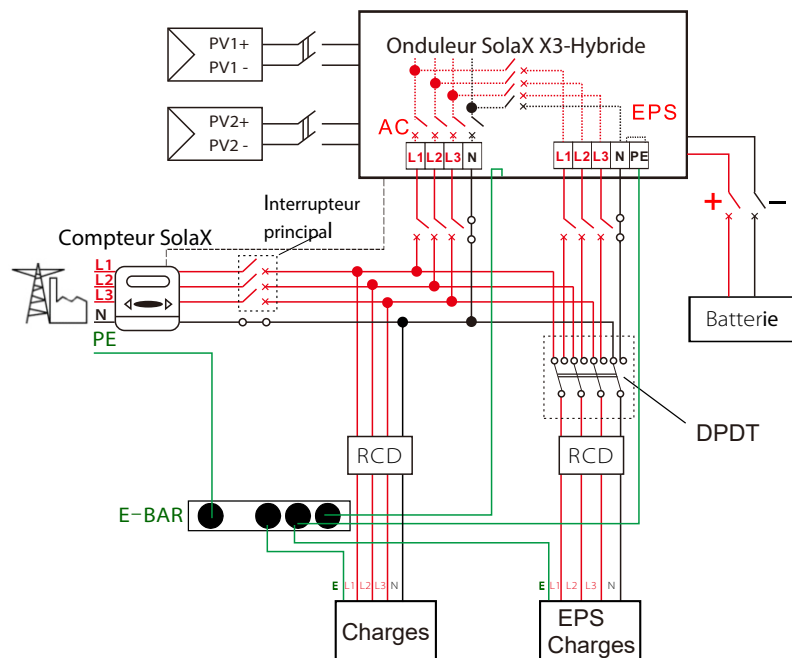 PV1+
PV1 -
PV2+
PV2 -
Onduleur SolaX X3-Hybride
AC
EPS
L1 L2 L3 N
L1 L2 L3 N PE
Interrupteur
principal
Compteur SolaX
L1
L2
L3
N
PE
+ −
Batterie
DPDT
RCD
RCD
E-BAR
E L1 L2 L3 N
E L1 L2 L3 N
Charges
EPS
Charges